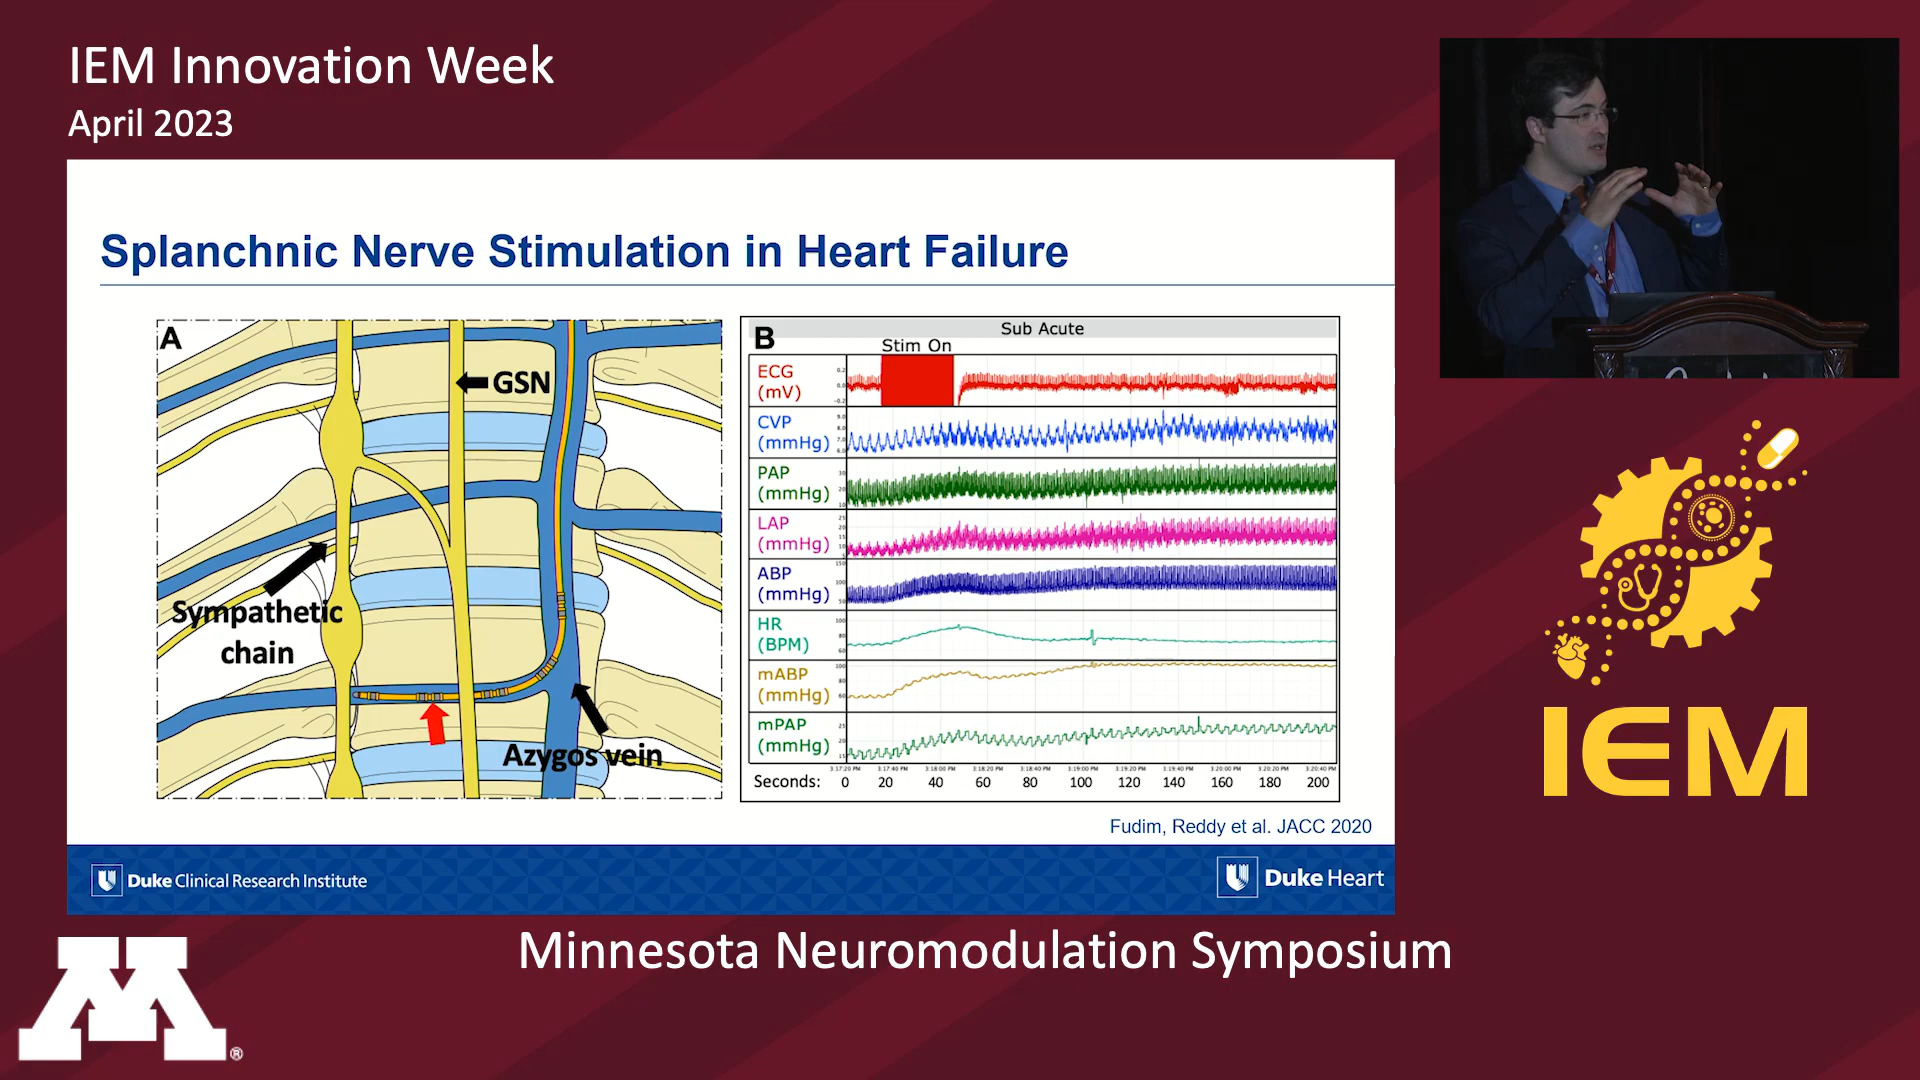 IEM Innovation Week
April 2023
Splanchnic Nerve Stimulation in Heart Failure
A
GSN
Sympathetic
chain
Azygos vein
B
Sub Acute
Stim On
ECG
(mV)
CVP
(mmHg)
PAP
(mmHg)
LAP
(mmHg)
ABP
(mmHg)
HR
(BPM)
mABP
(mmHg)
mPAP
(mmHg)
Seconds: 0 20 40 60 80 100 120 140 160 180 200
Fudim, Reddy et al. JACC 2020
Duke Clinical Research Institute
Duke Heart
IEM
Minnesota Neuromodulation Symposium
M®